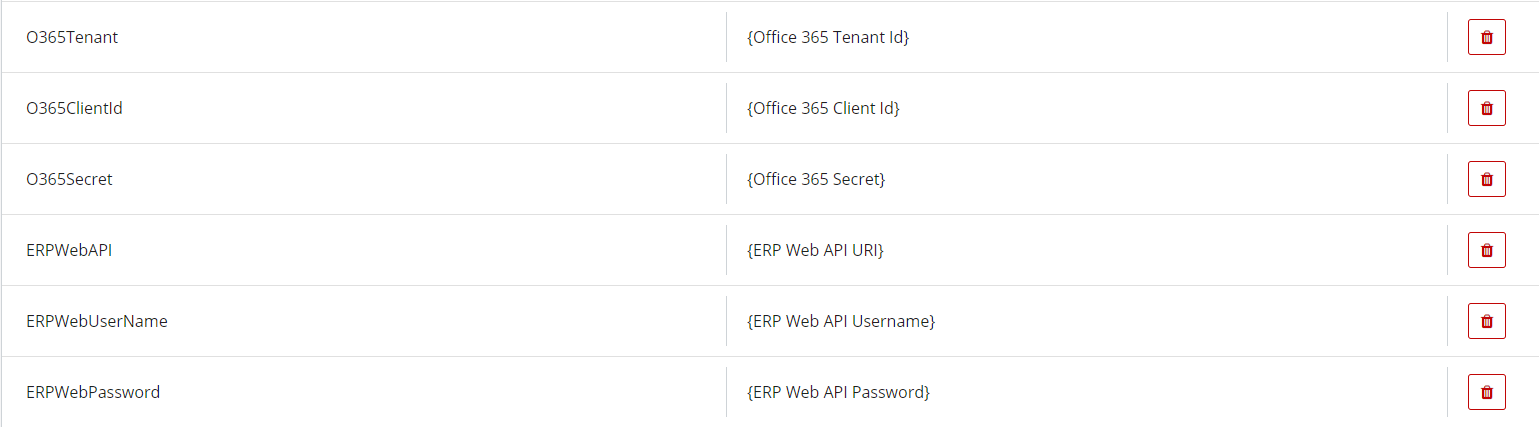 O365Tenant {Office 365 Tenant Id}
O365ClientId {Office 365 Client Id}
O365Secret {Office 365 Secret}
ERPWebAPI {ERP Web API URI}
ERPWebUserName {ERP Web API Username}
ERPWebPassword {ERP Web API Password}